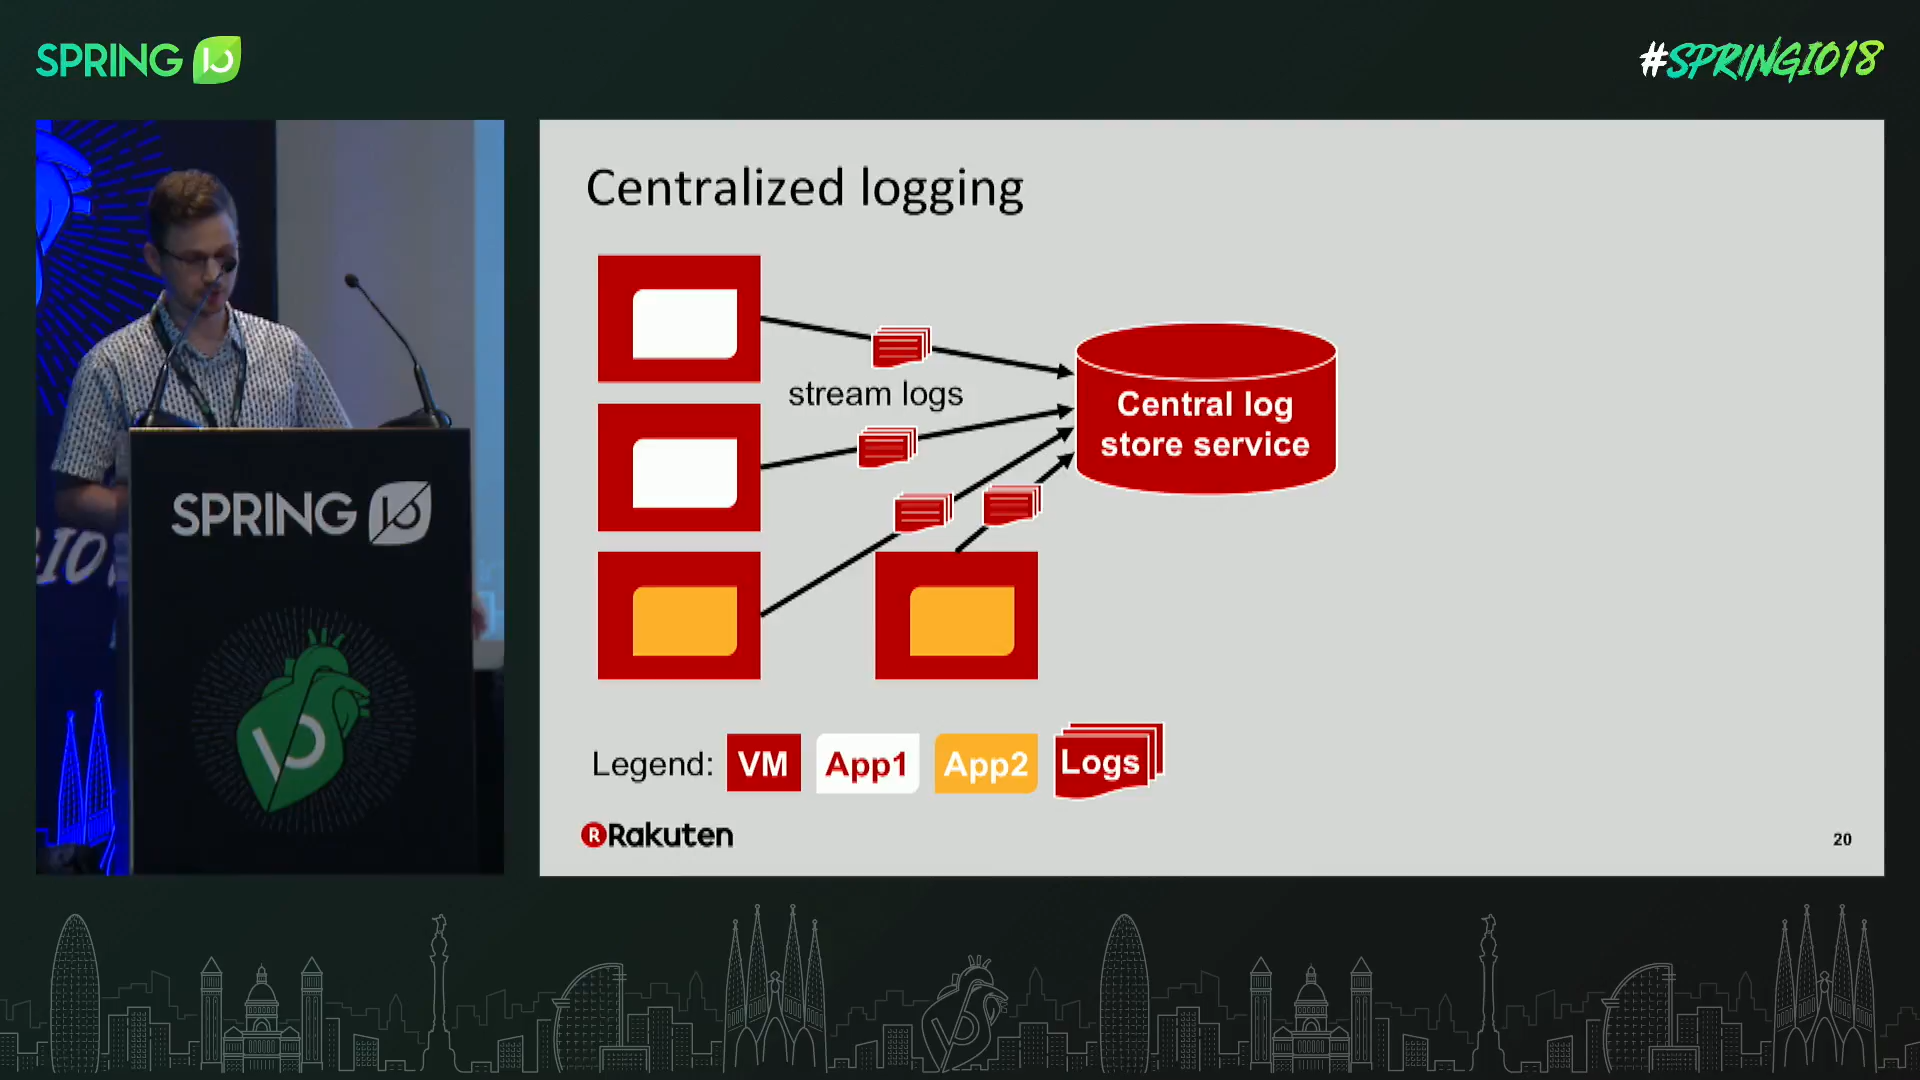 SPRING IO
#SPRINGIO18
SPRING IO
GIO
Centralized logging
stream logs
Central log
store service
Legend: VM App1 App2 Logs
R Rakuten
20